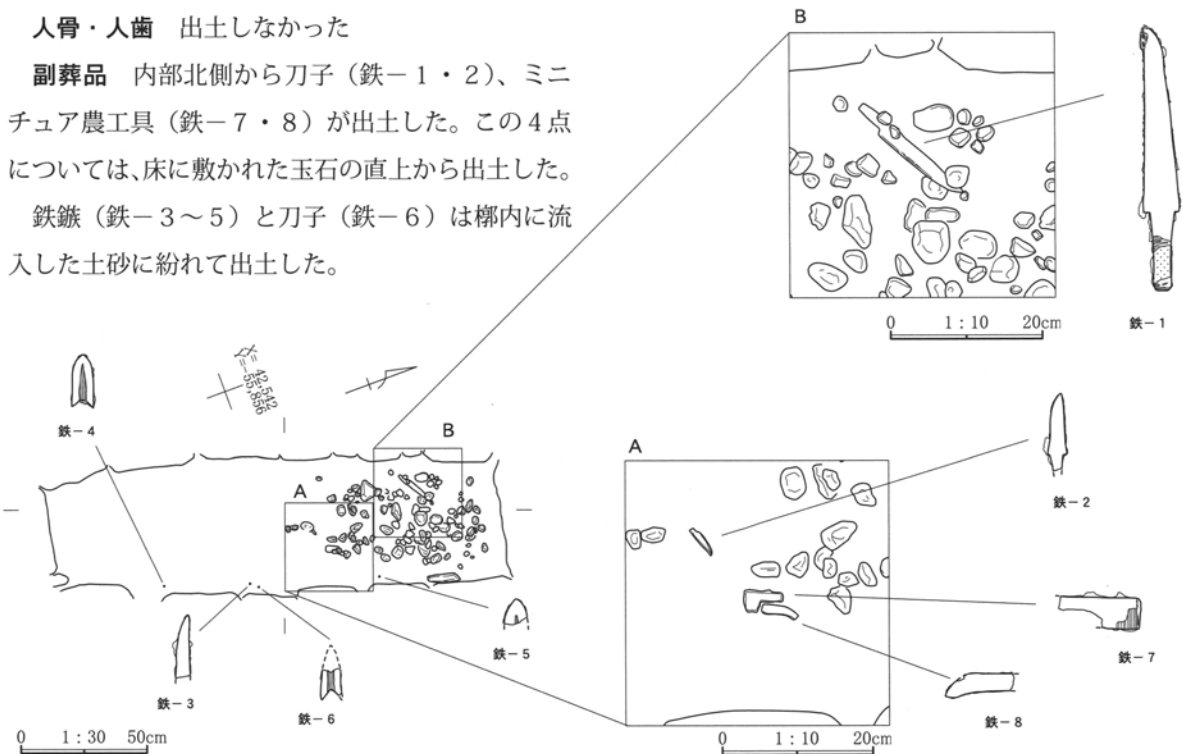 人骨・人歯　出土しなかった
副葬品　内部北側から刀子（鉄－1・2）、ミニ
チュア農工具（鉄－7・8）が出土した。この4点
については、床に敷かれた玉石の直上から出土した。
鉄鏃（鉄－3～5）と刀子（鉄－6）は槨内に流
入した土砂に紛れて出土した。
B
0　1：10　20cm
鉄－1
鉄－4
X= 42,542
Y=-55,856
B
A
鉄－5
鉄－3
鉄－6
0　1：30　50cm
A
鉄－2
鉄－7
鉄－8
0　1：10　20cm